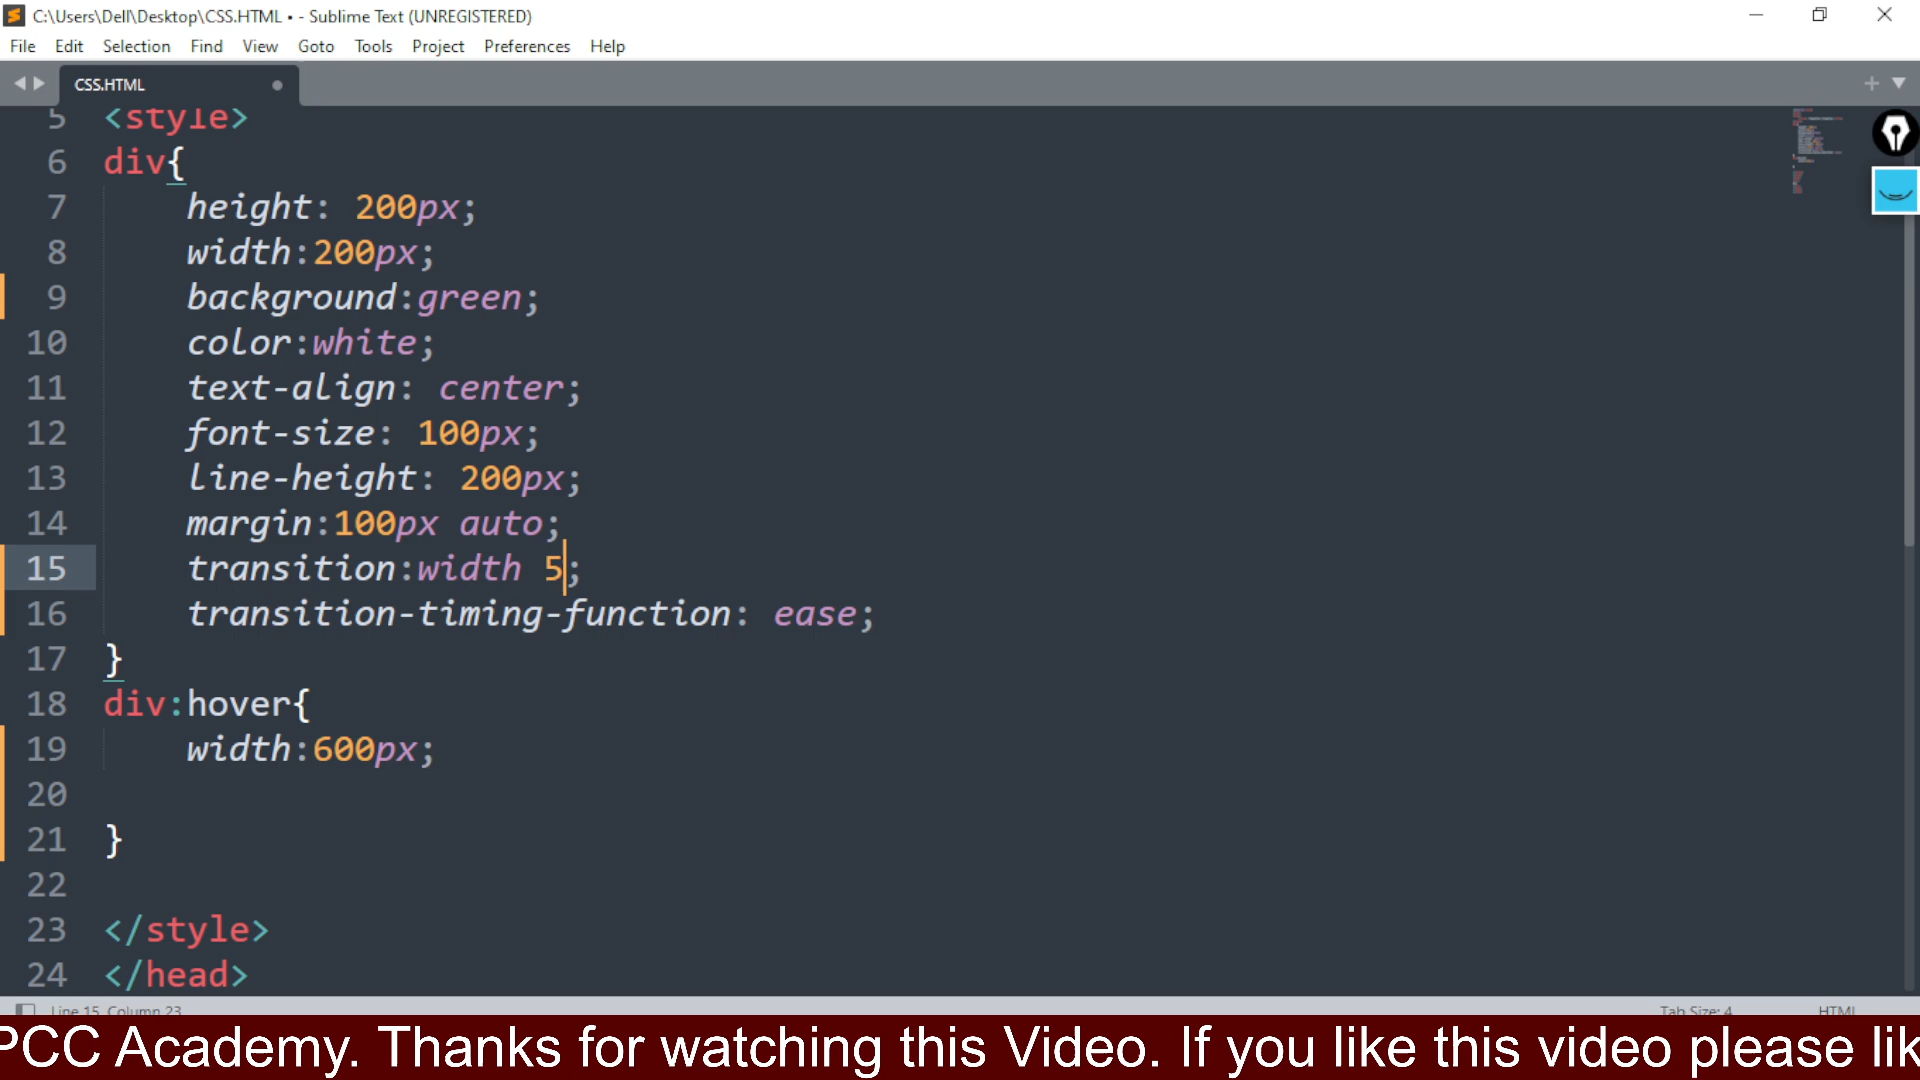 C:\Users\Dell\Desktop\CSS.HTML • - Sublime Text (UNREGISTERED)
File Edit Selection Find View Goto Tools Project Preferences Help
CSS.HTML
5 <style>
6 div{
7 height: 200px;
8 width:200px;
9 background:green;
10 color:white;
11 text-align: center;
12 font-size: 100px;
13 line-height: 200px;
14 margin:100px auto;
15 transition:width 5;
16 transition-timing-function: ease;
17 }
18 div:hover{
19 width:600px;
20
21 }
22
23 </style>
24 </head>
Line 15, Column 23 Tab Size: 4 HTML
PCC Academy. Thanks for watching this Video. If you like this video please lik